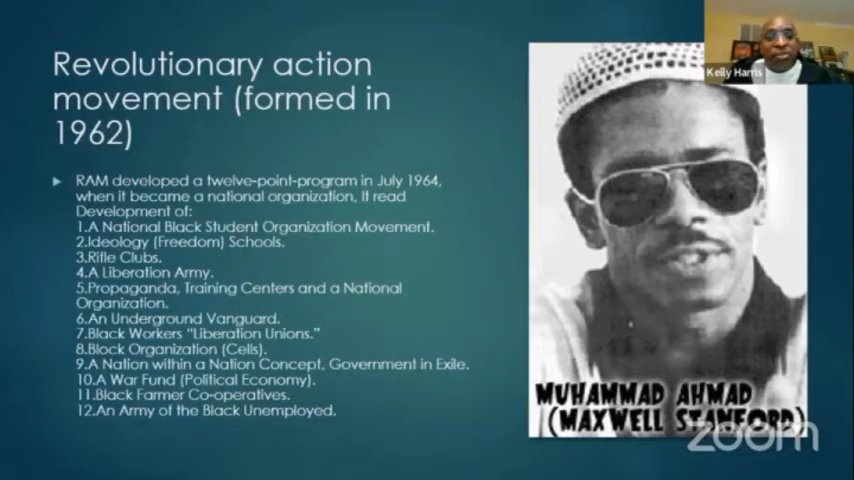 Revolutionary action
movement (formed in
1962)
RAM developed a twelve-point-program in July 1964,
when it became a national organization, It read
Development of:
1.A National Black Student Organization Movement.
2.Ideology (Freedom) Schools.
3.Rifle Clubs.
4.A Liberation Army.
5.Propaganda, Training Centers and a National
Organization.
6.An Underground Vanguard.
7.Black Workers “Liberation Unions.”
8.Block Organization (Cells).
9.A Nation within a Nation Concept, Government in Exile.
10.A War Fund (Political Economy).
11.Black Farmer Co-operatives.
12.An Army of the Black Unemployed.
Kelly Harris
MUHAMMAD AHMAD
(MAXWELL STANFORD)
zoom